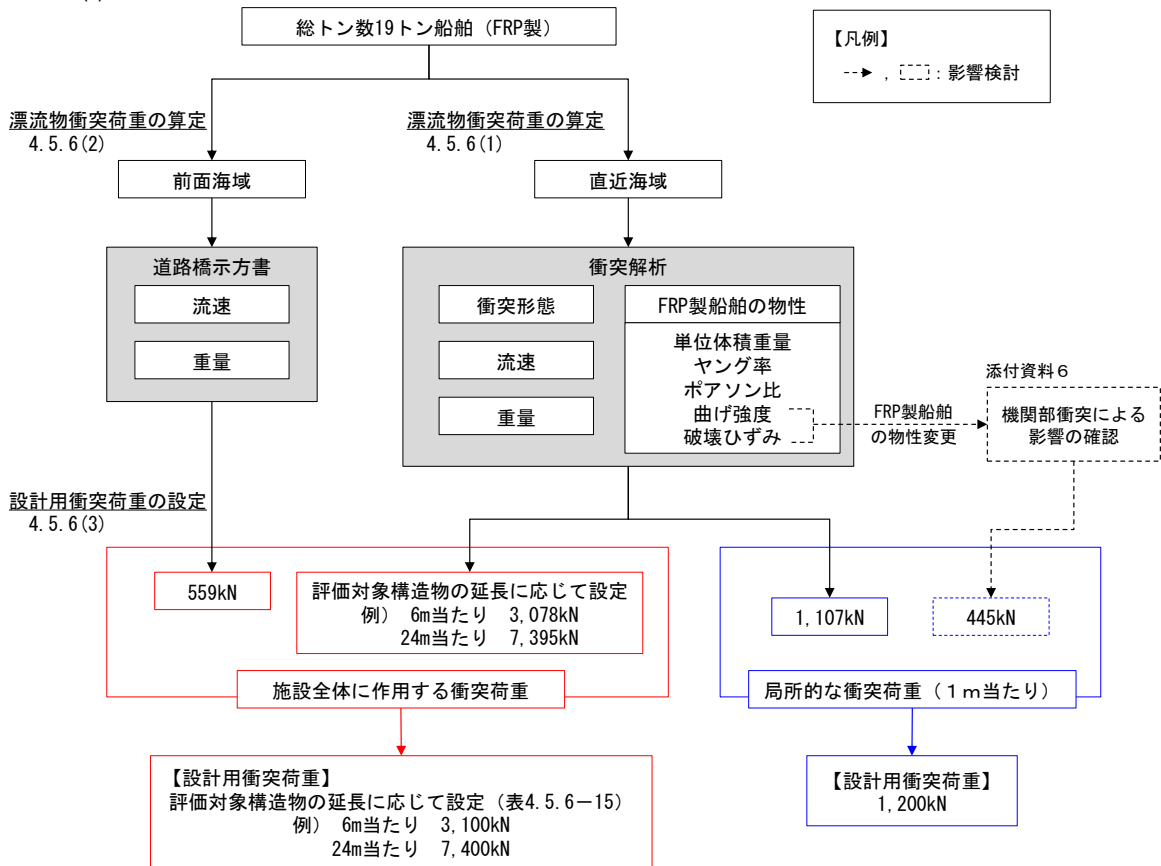 総トン数19トン船舶（FRP製）
【凡例】
, : 影響検討
漂流物衝突荷重の算定
4.5.6(2)
漂流物衝突荷重の算定
4.5.6(1)
前面海域
直近海域
道路橋示方書
流速
重量
衝突解析
衝突形態
流速
重量
FRP製船舶の物性
単位体積重量
ヤング率
ポアソン比
曲げ強度
破壊ひずみ
FRP製船舶
の物性変更
添付資料６
機関部衝突による
影響の確認
設計用衝突荷重の設定
4.5.6(3)
559kN
評価対象構造物の延長に応じて設定
例） 6m当たり 3,078kN
24m当たり 7,395kN
1,107kN
445kN
施設全体に作用する衝突荷重
局所的な衝突荷重（１ｍ当たり）
【設計用衝突荷重】
評価対象構造物の延長に応じて設定（表4.5.6－15）
例） 6m当たり 3,100kN
24m当たり 7,400kN
【設計用衝突荷重】
1,200kN